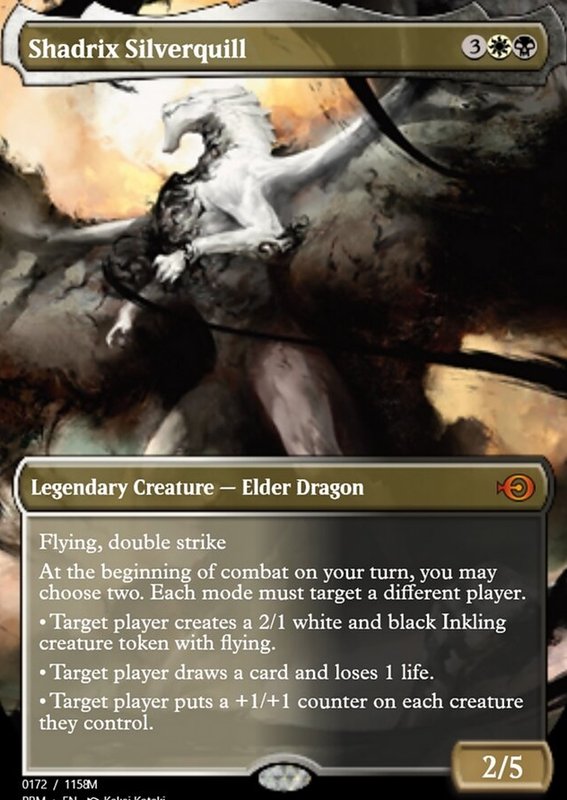 Shadrix Silverquill
3
Legendary Creature — Elder Dragon
Flying, double strike
At the beginning of combat on your turn, you may
choose two. Each mode must target a different player.
• Target player creates a 2/1 white and black Inkling
creature token with flying.
• Target player draws a card and loses 1 life.
• Target player puts a +1/+1 counter on each creature
they control.
2/5
0172 / 1158M